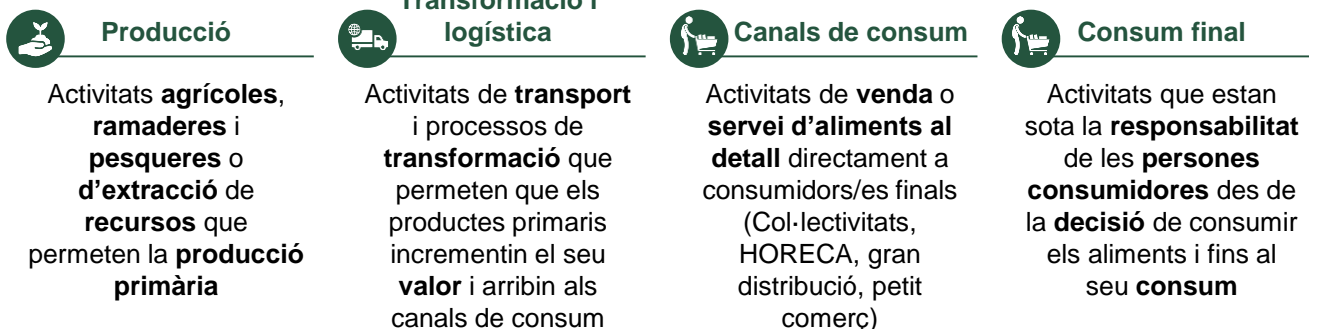 Producció
Activitats agrícoles,
ramaderes i
pesqueres o
d’extracció de
recursos que
permeten la producció
primària
Transformació i
logística
Activitats de transport
i processos de
transformació que
permeten que els
productes primaris
incrementin el seu
valor i arribin als
canals de consum
Canals de consum
Activitats de venda o
servei d’aliments al
detall directament a
consumidors/es finals
(Col·lectivitats,
HORECA, gran
distribució, petit
comerç)
Consum final
Activitats que estan
sota la responsabilitat
de les persones
consumidores des de
la decisió de consumir
els aliments i fins al
seu consum